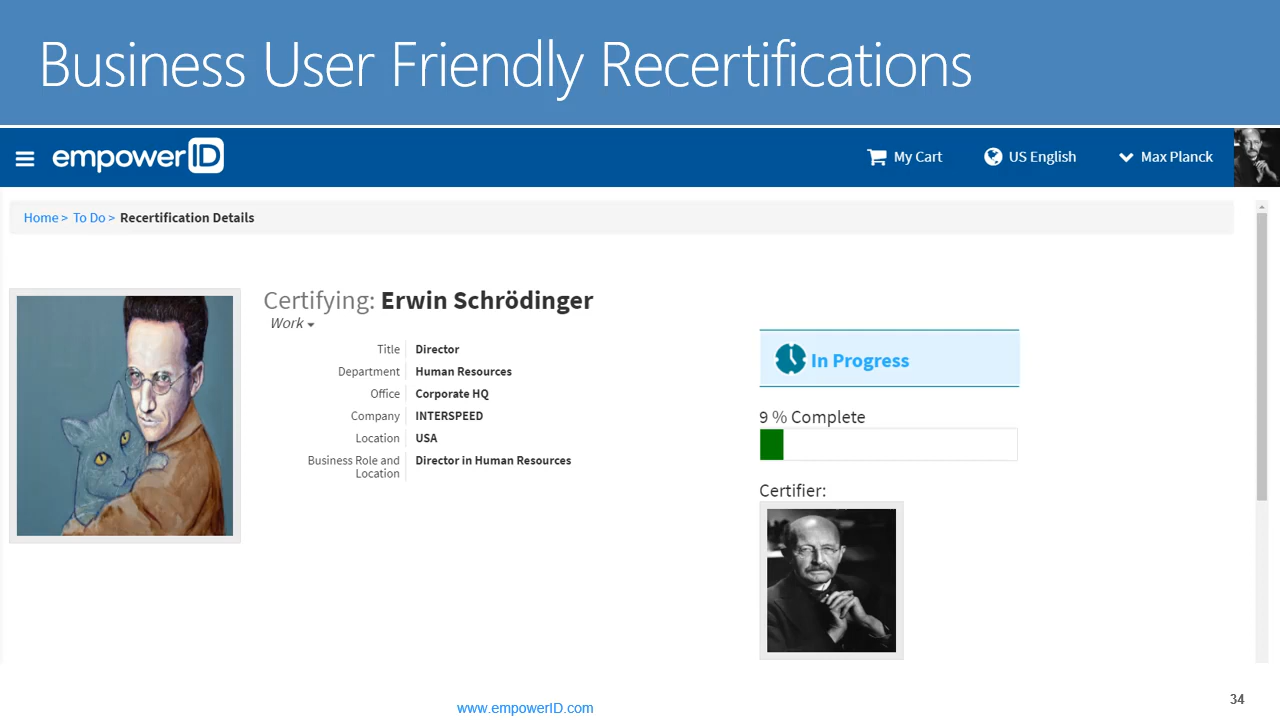 Business User Friendly Recertifications
empowerID
My Cart
US English
Max Planck
Home > To Do > Recertification Details
Certifying: Erwin Schrödinger
Work
Title Director
Department Human Resources
Office Corporate HQ
Company INTERSPEED
Location USA
Business Role and Location Director in Human Resources
In Progress
9 % Complete
Certifier:
www.empowerID.com
34